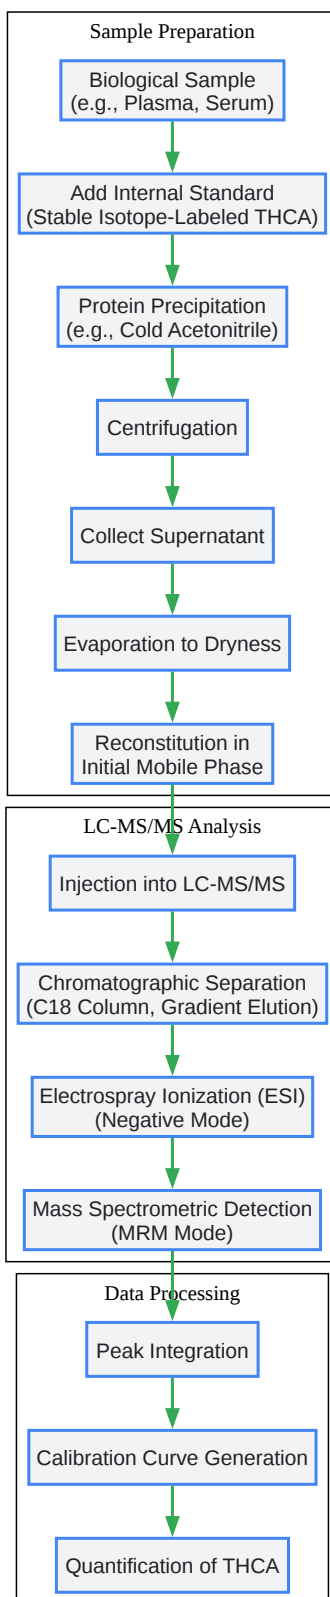 Sample Preparation
Biological Sample
(e.g., Plasma, Serum)
Add Internal Standard
(Stable Isotope-Labeled THCA)
Protein Precipitation
(e.g., Cold Acetonitrile)
Centrifugation
Collect Supernatant
Evaporation to Dryness
Reconstitution in
Initial Mobile Phase
LC-MS/MS Analysis
Injection into LC-MS/MS
Chromatographic Separation
(C18 Column, Gradient Elution)
Electrospray Ionization (ESI)
(Negative Mode)
Mass Spectrometric Detection
(MRM Mode)
Data Processing
Peak Integration
Calibration Curve Generation
Quantification of THCA